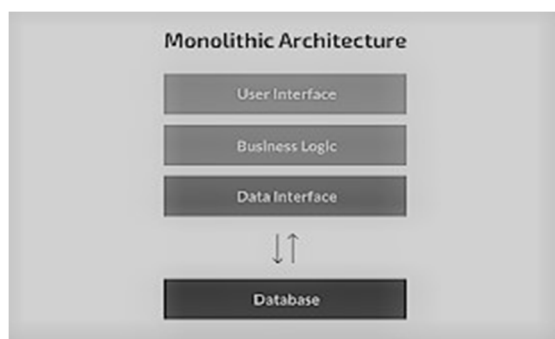 Monolithic Architecture
User Interface
Business Logic
Data Interface
Database